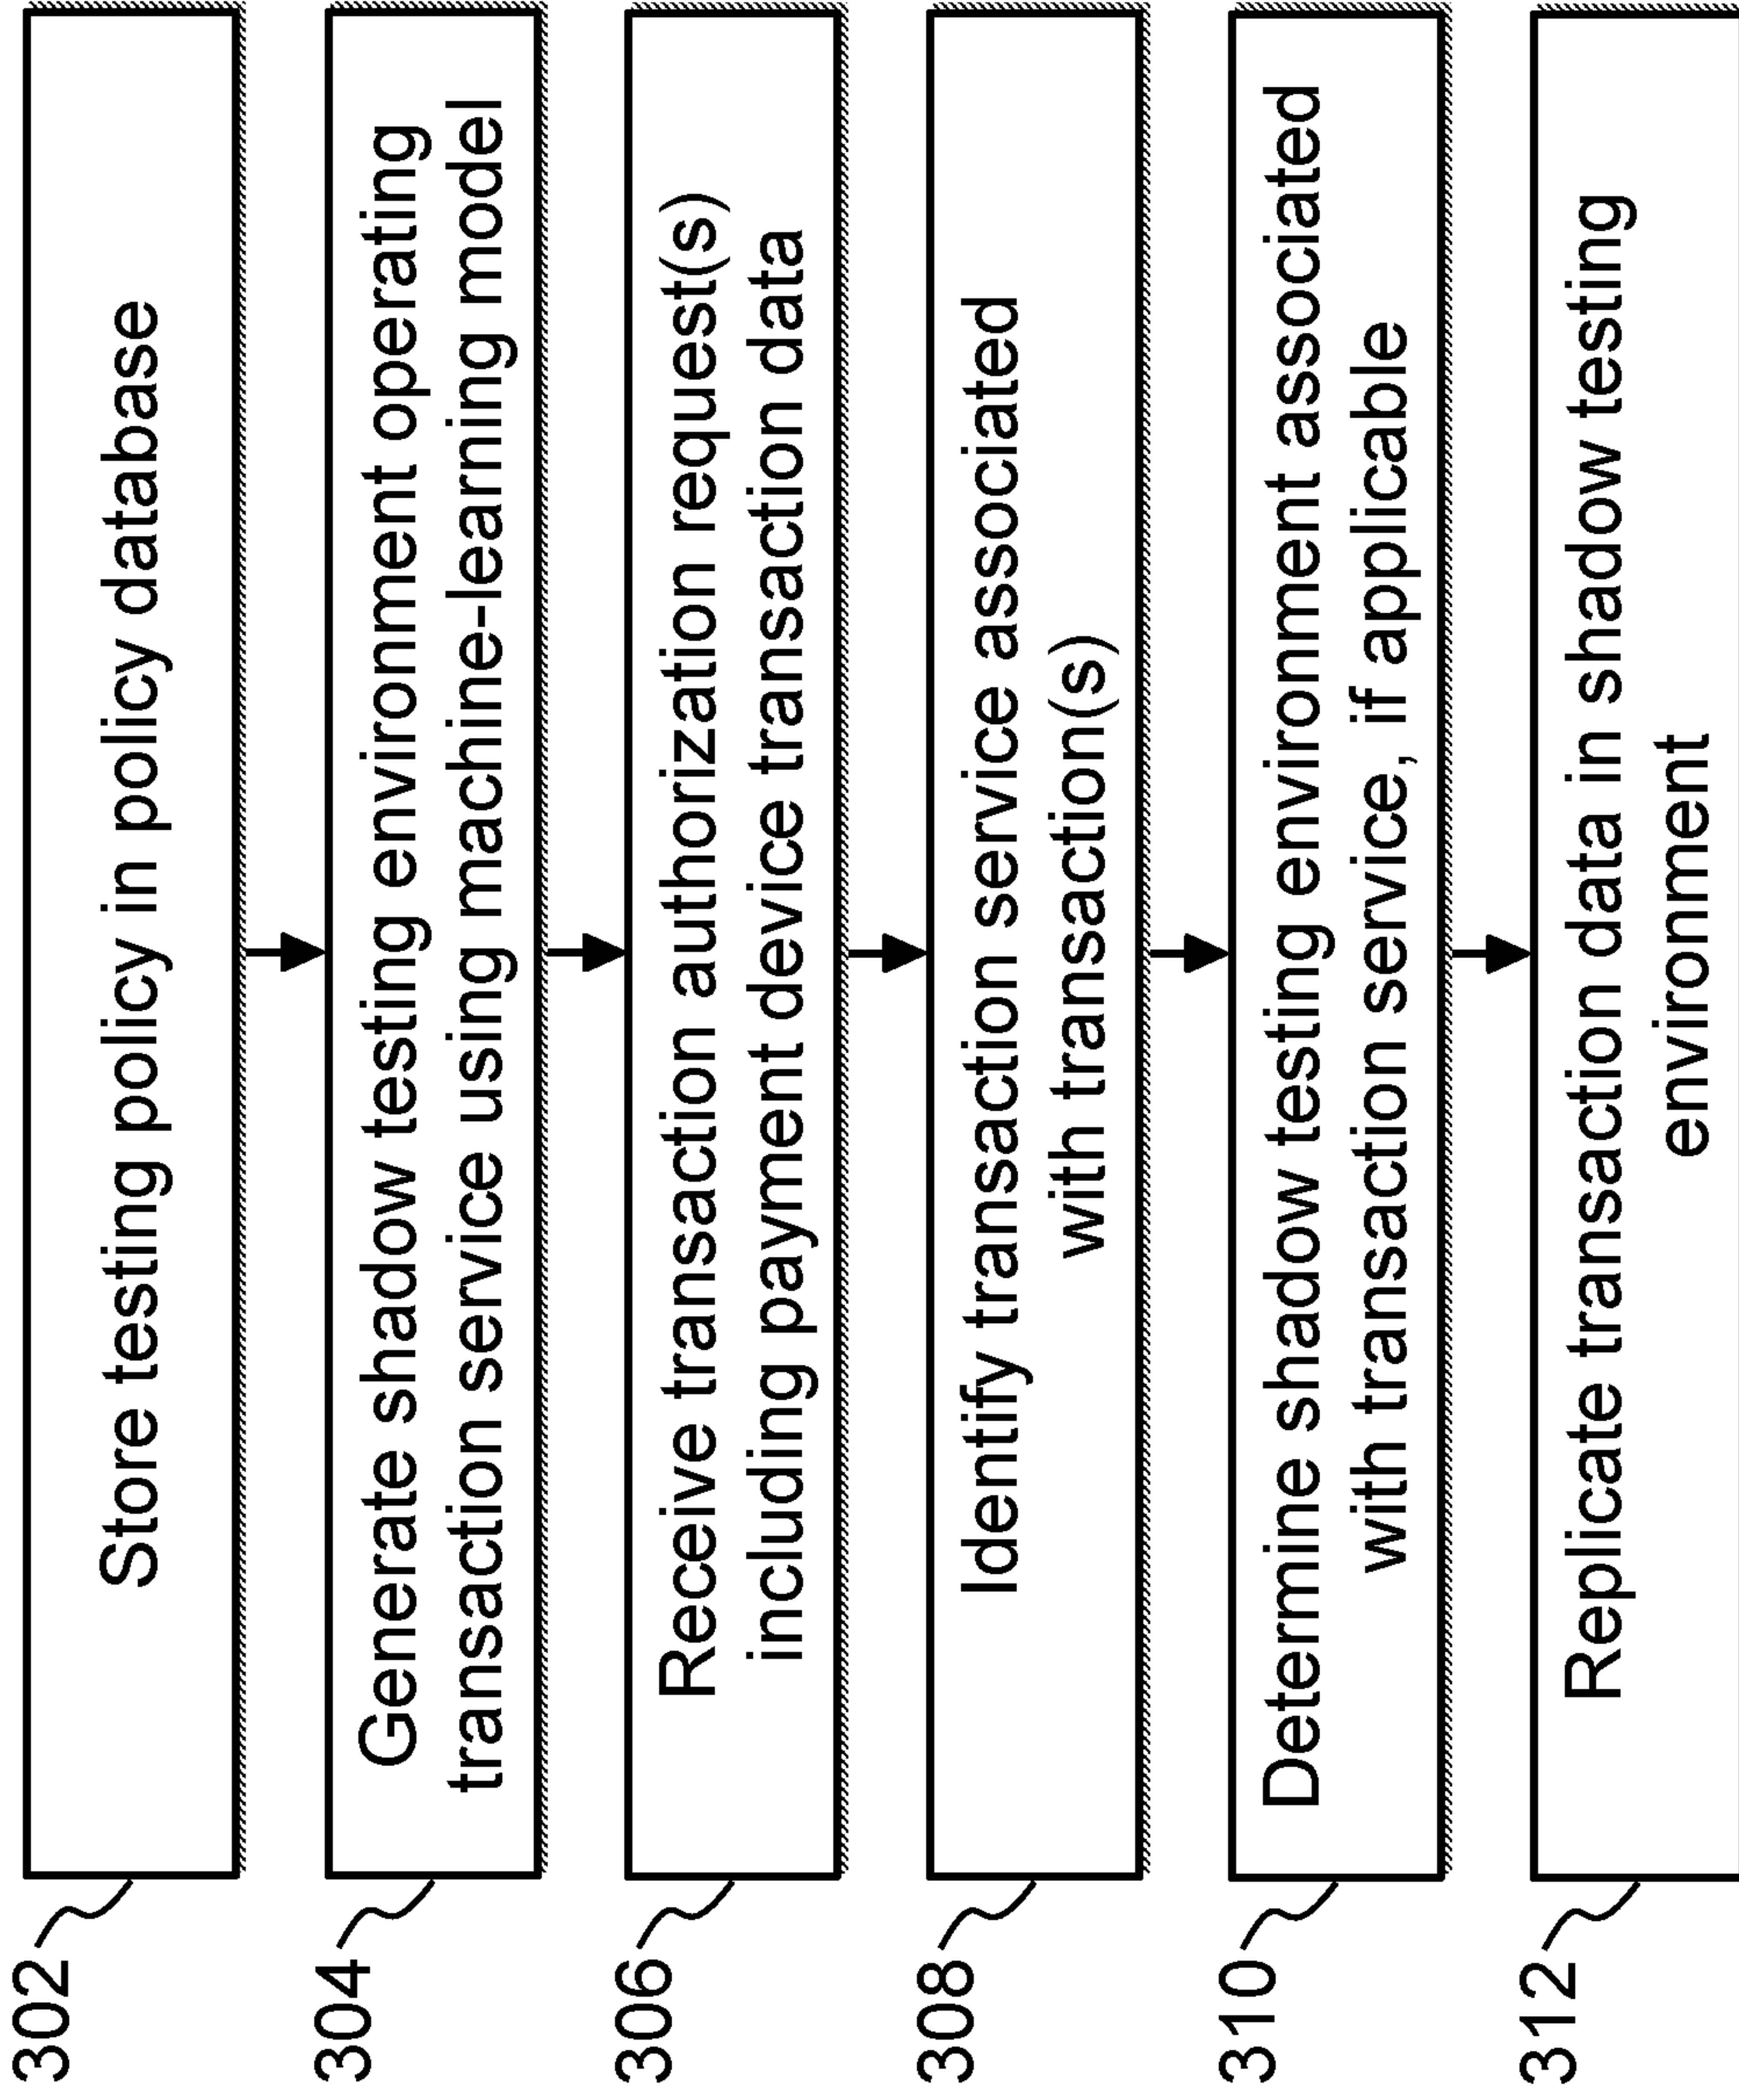 302
Store testing policy in policy database
304
Generate shadow testing environment operating
transaction service using machine-learning model
306
Receive transaction authorization request(s)
including payment device transaction data
308
Identify transaction service associated
with transaction(s)
310
Determine shadow testing environment associated
with transaction service, if applicable
312
Replicate transaction data in shadow testing
environment